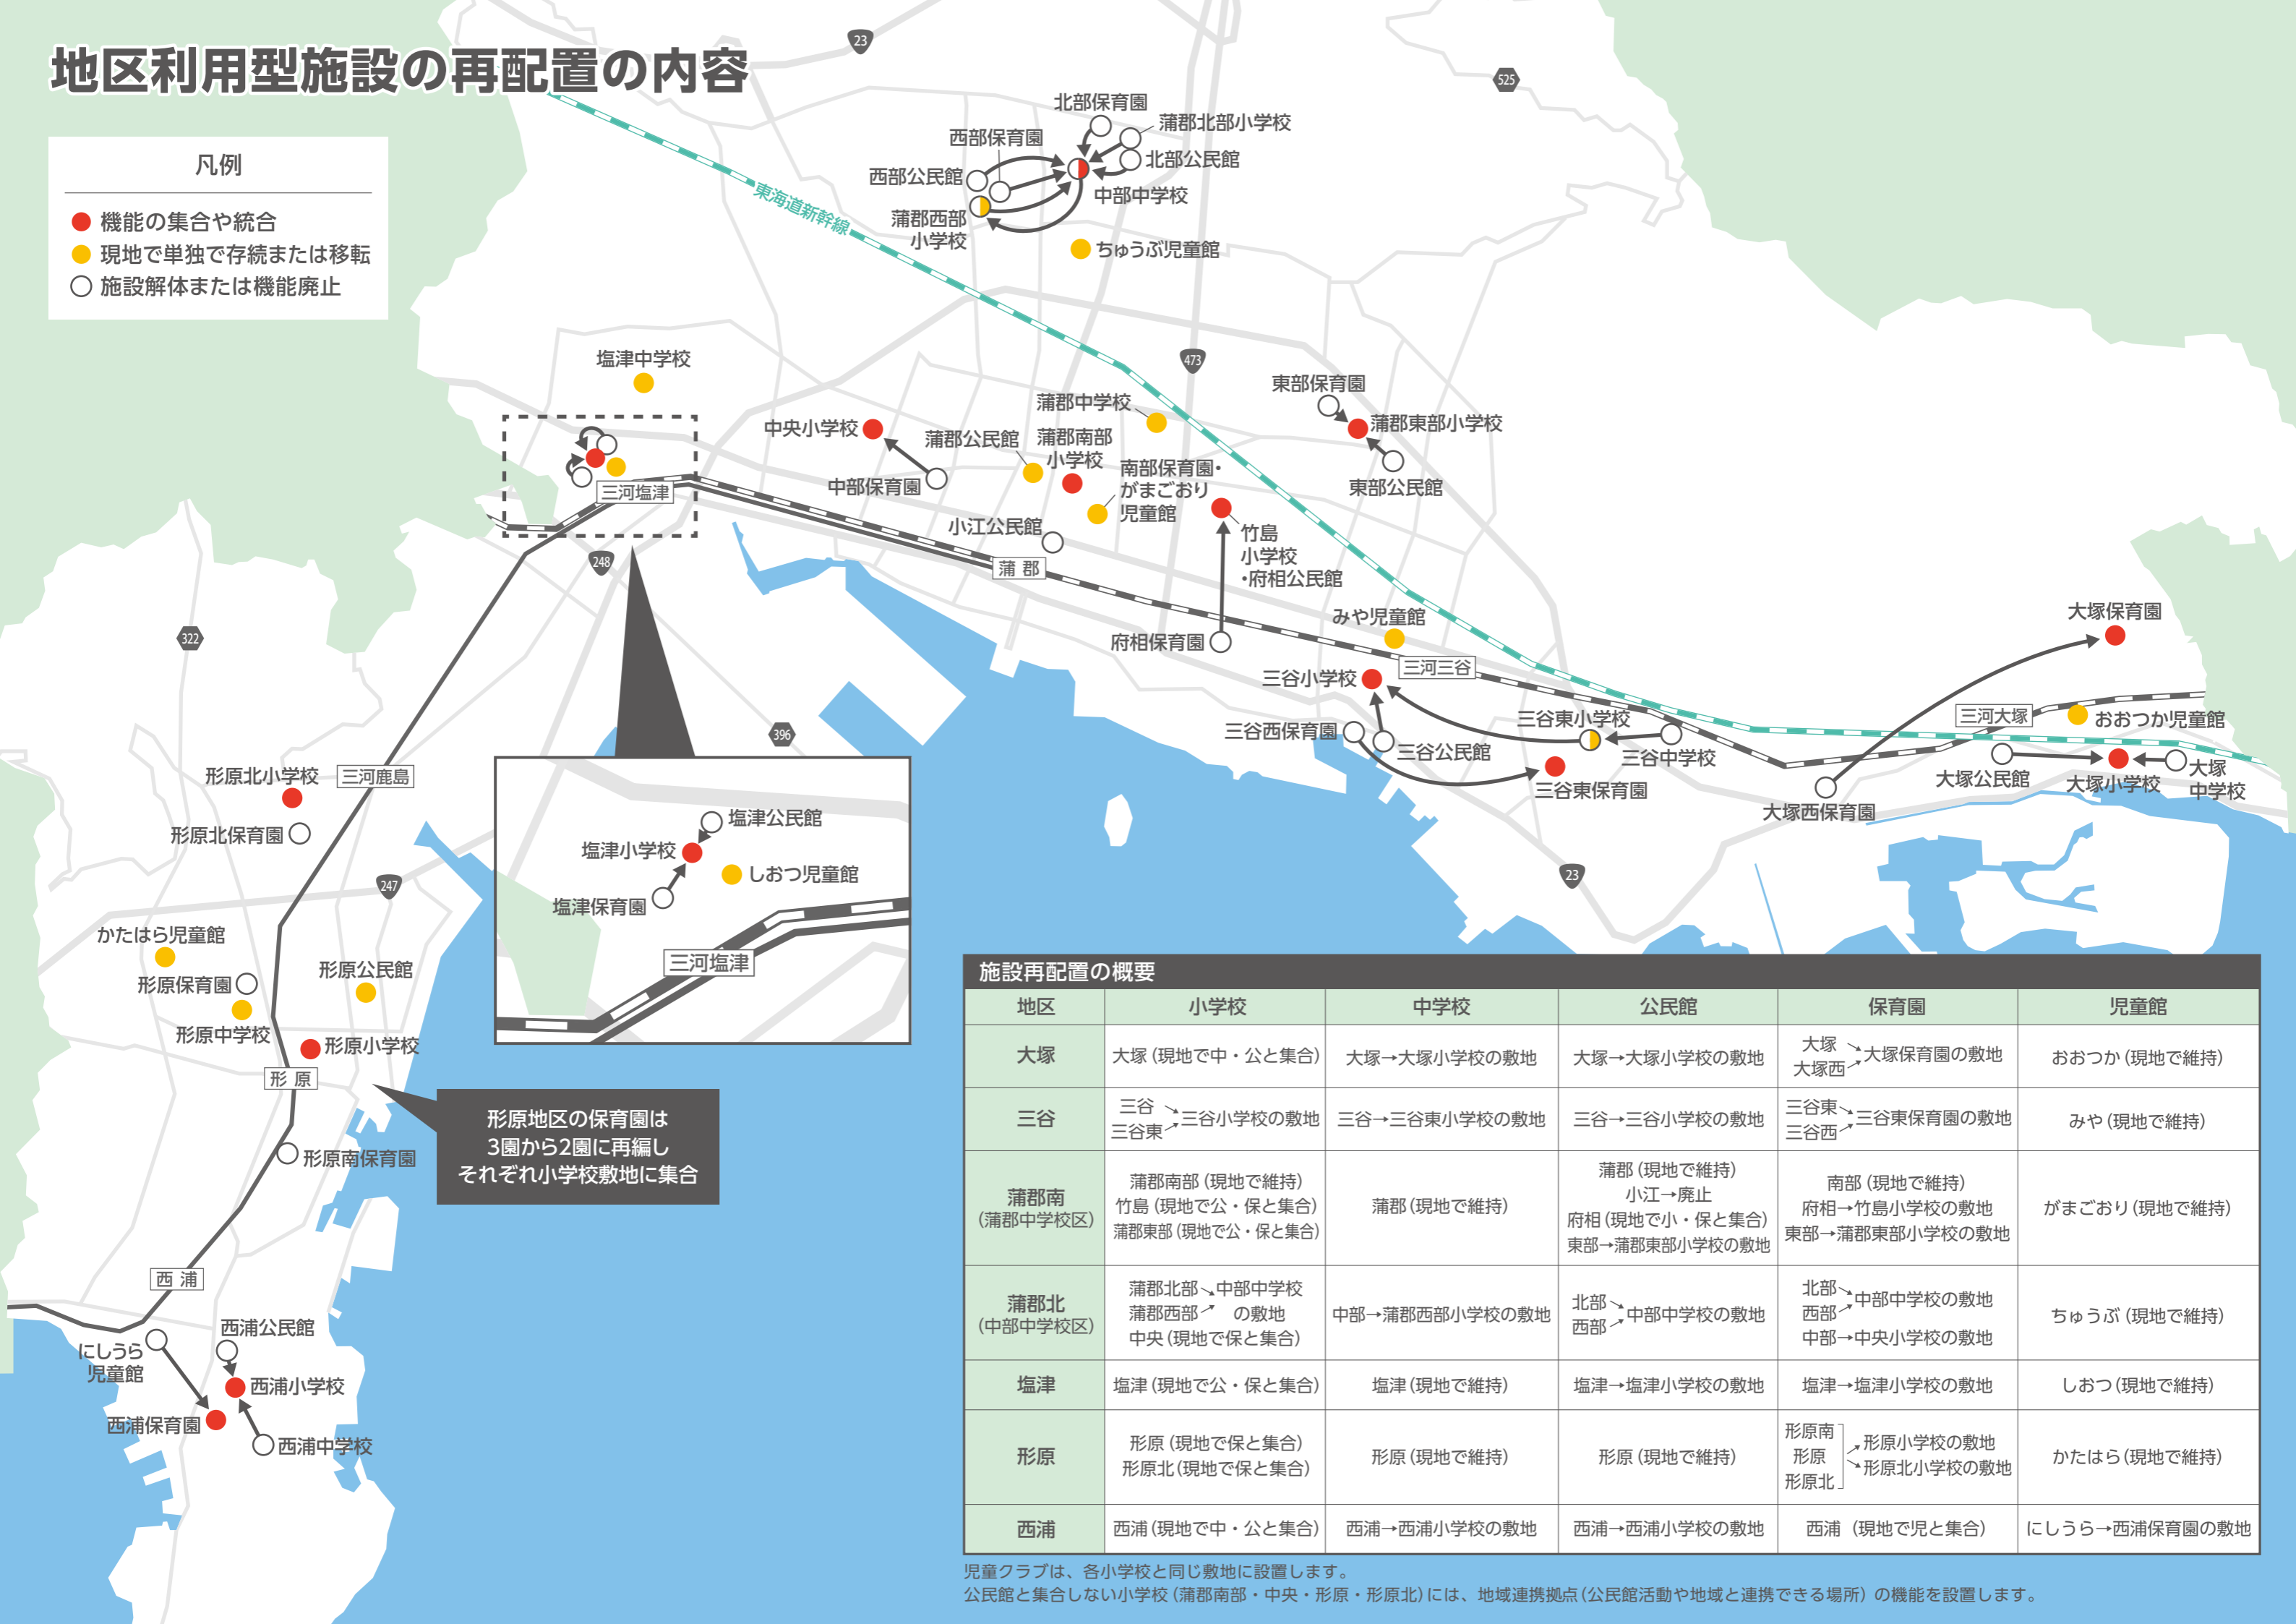 地区利用型施設の再配置の内容
凡例
機能の集合や統合
現地で単独で存続または移転
施設解体または機能廃止
23
525
北部保育園
蒲郡北部小学校
西部保育園
北部公民館
西部公民館
中部中学校
蒲郡西部
小学校
ちゅうぶ児童館
東海道新幹線
473
塩津中学校
三河塩津
248
中央小学校
中部保育園
蒲郡中学校
蒲郡公民館
蒲郡南部
小学校
南部保育園・
がまごおり
児童館
小江公民館
蒲 郡
東部保育園
蒲郡東部小学校
東部公民館
竹島
小学校
・府相公民館
府相保育園
みや児童館
三河三谷
三谷小学校
三谷西保育園
三谷公民館
三谷東小学校
三谷中学校
三谷東保育園
大塚保育園
三河大塚
おおつか児童館
大塚公民館
大塚小学校
大塚
中学校
大塚西保育園
23
322
396
形原北小学校
三河鹿島
形原北保育園
247
塩津公民館
塩津小学校
しおつ児童館
塩津保育園
三河塩津
かたはら児童館
形原保育園
形原公民館
形原中学校
形原小学校
形 原
形原南保育園
形原地区の保育園は
3園から2園に再編し
それぞれ小学校敷地に集合
西 浦
西浦公民館
にしうら
児童館
西浦小学校
西浦保育園
西浦中学校
施設再配置の概要
地区 小学校 中学校 公民館 保育園 児童館
大塚
大塚（現地で中・公と集合）
大塚→大塚小学校の敷地
大塚→大塚小学校の敷地
大塚
大塚西
→大塚保育園の敷地
おおつか（現地で維持）
三谷
三谷
三谷東
→三谷小学校の敷地
三谷→三谷東小学校の敷地
三谷→三谷小学校の敷地
三谷東
三谷西
→三谷東保育園の敷地
みや（現地で維持）
蒲郡南
（蒲郡中学校区）
蒲郡南部（現地で維持）
竹島（現地で公・保と集合）
蒲郡東部（現地で公・保と集合）
蒲郡（現地で維持）
蒲郡（現地で維持）
小江→廃止
府相（現地で小・保と集合）
東部→蒲郡東部小学校の敷地
南部（現地で維持）
府相→竹島小学校の敷地
東部→蒲郡東部小学校の敷地
がまごおり（現地で維持）
蒲郡北
（中部中学校区）
蒲郡北部↘中部中学校
蒲郡西部↗の敷地
中央（現地で保と集合）
中部→蒲郡西部小学校の敷地
北部
西部
→中部中学校の敷地
北部
西部
→中部中学校の敷地
中部→中央小学校の敷地
ちゅうぶ（現地で維持）
塩津
塩津（現地で公・保と集合）
塩津（現地で維持）
塩津→塩津小学校の敷地
塩津→塩津小学校の敷地
しおつ（現地で維持）
形原
形原（現地で保と集合）
形原北（現地で保と集合）
形原（現地で維持）
形原（現地で維持）
形原南
形原
形原北
↗形原小学校の敷地
↘形原北小学校の敷地
かたはら（現地で維持）
西浦
西浦（現地で中・公と集合）
西浦→西浦小学校の敷地
西浦→西浦小学校の敷地
西浦（現地で児と集合）
にしうら→西浦保育園の敷地
児童クラブは、各小学校と同じ敷地に設置します。
公民館と集合しない小学校（蒲郡南部・中央・形原・形原北）には、地域連携拠点（公民館活動や地域と連携できる場所）の機能を設置します。